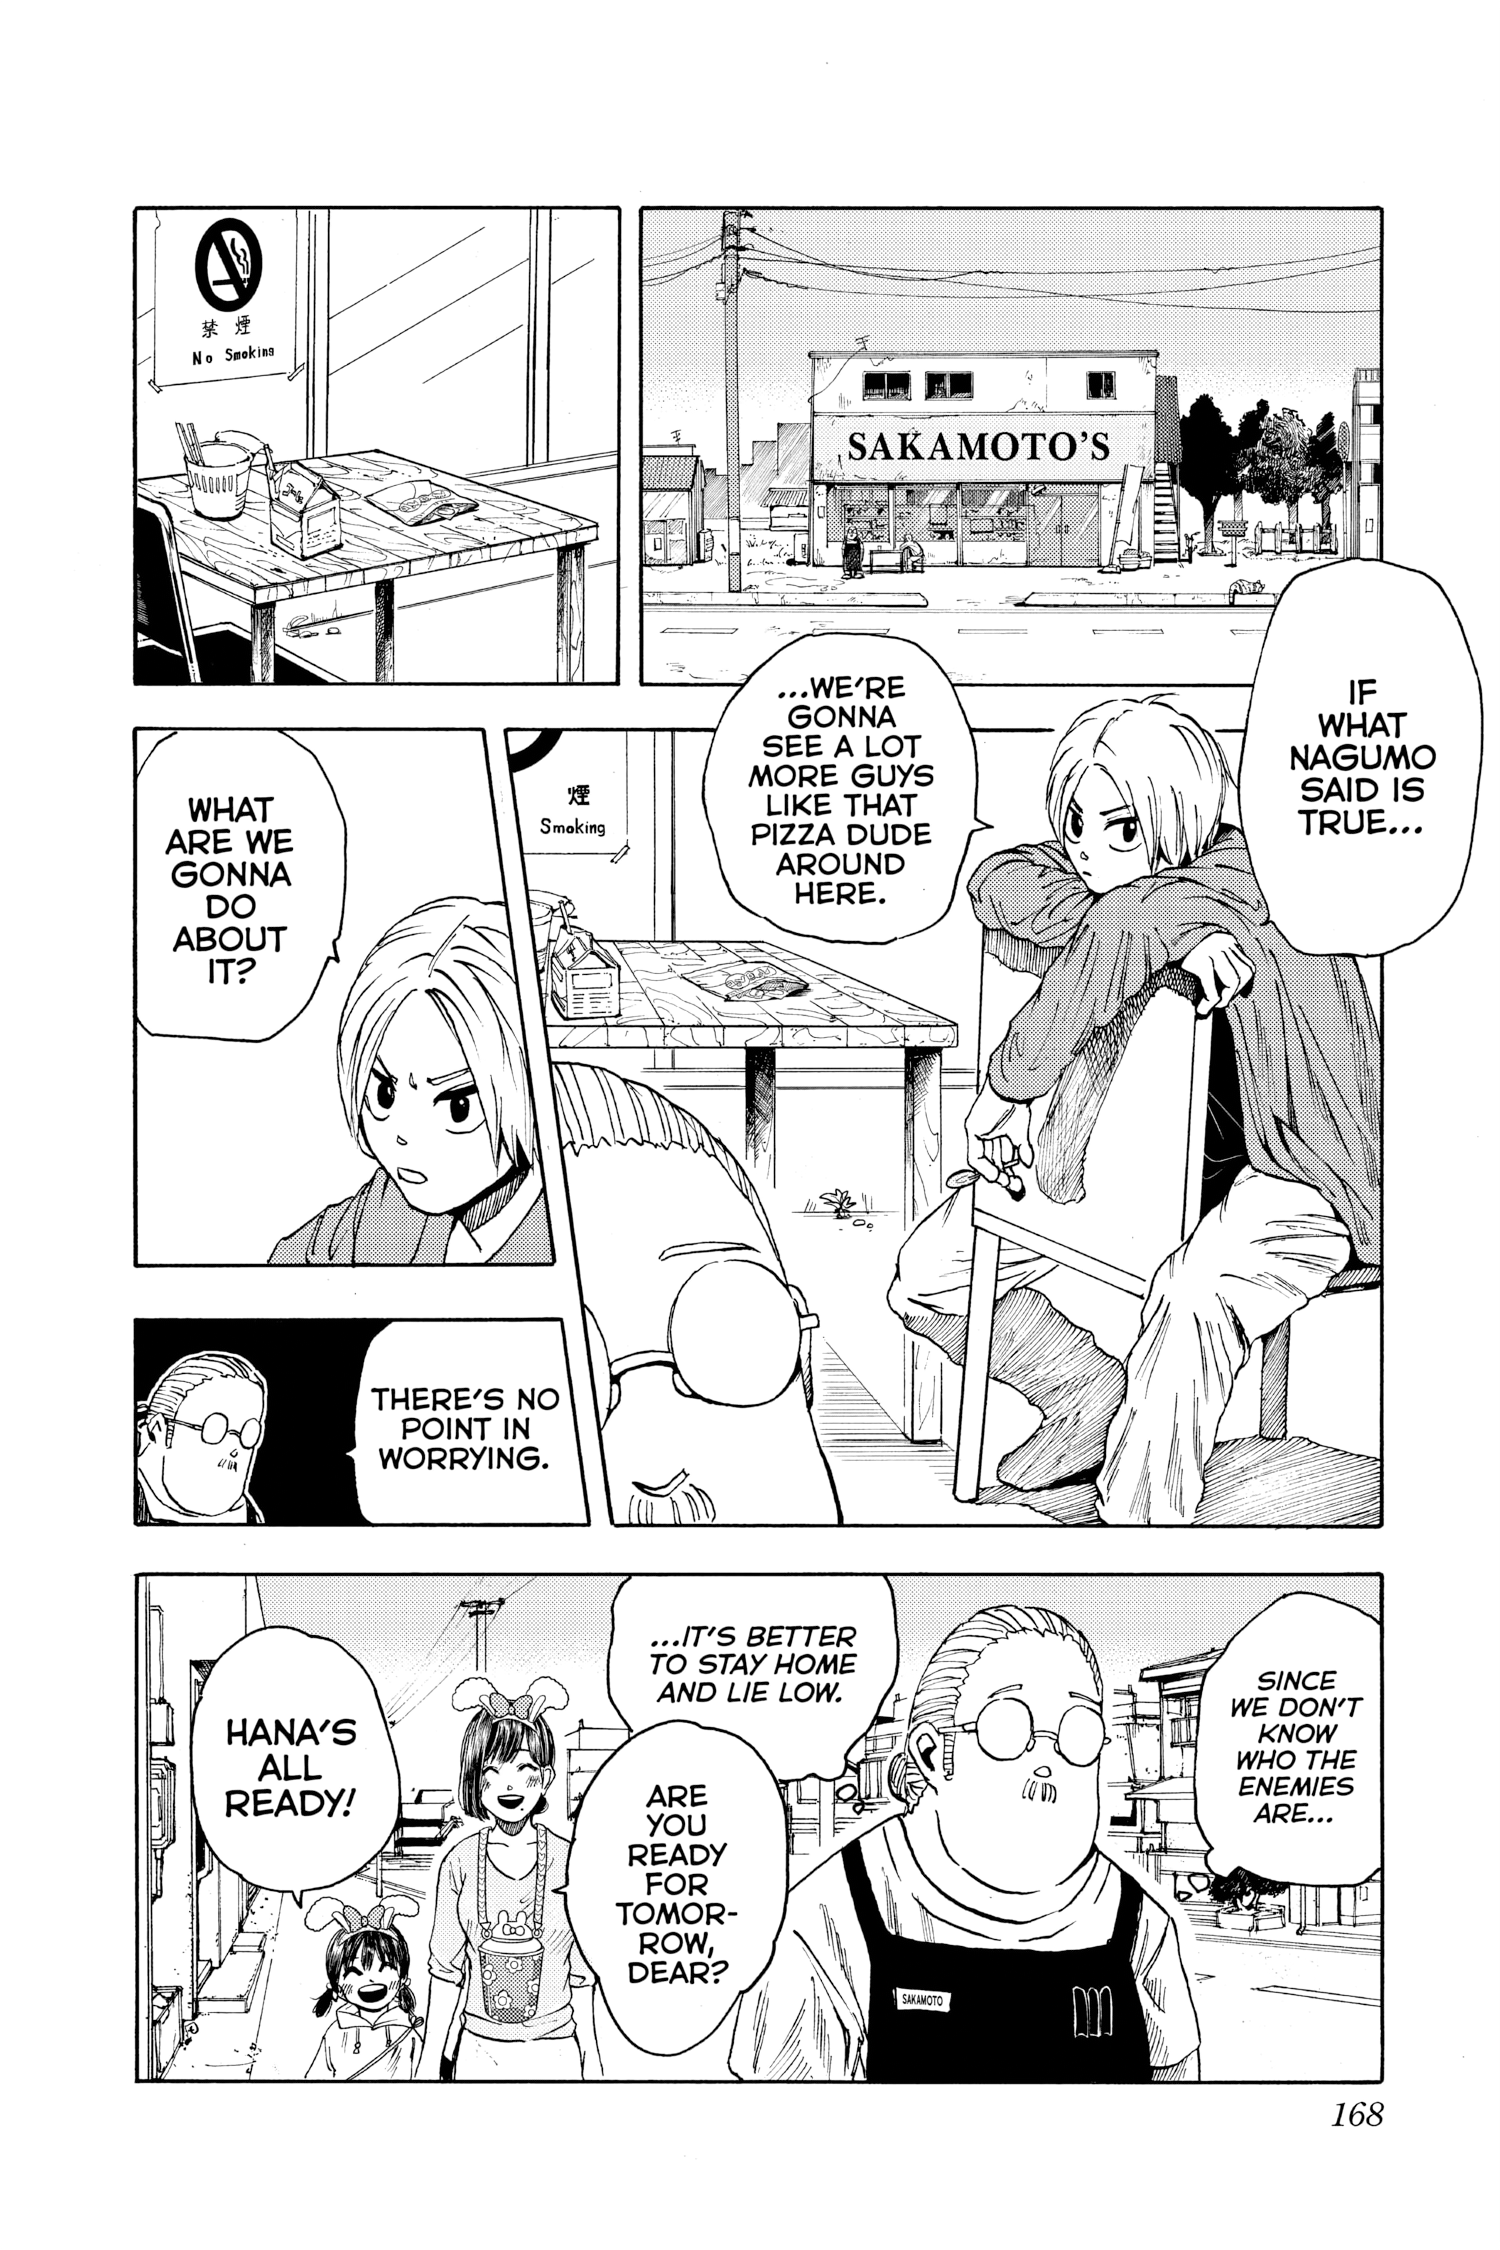 SAKAMOTO'S
禁煙
No Smoking
IF
WHAT
NAGUMO
SAID IS
TRUE...
...WE'RE
GONNA
SEE A LOT
MORE GUYS
LIKE THAT
PIZZA DUDE
AROUND
HERE.
煙
Smoking
WHAT
ARE WE
GONNA
DO
ABOUT
IT?
THERE'S NO
POINT IN
WORRYING.
SINCE
WE DON'T
KNOW
WHO THE
ENEMIES
ARE...
...IT'S BETTER
TO STAY HOME
AND LIE LOW.
ARE
YOU
READY
FOR
TOMOR-
ROW,
DEAR?
HANA'S
ALL
READY!
SAKAMOTO
168